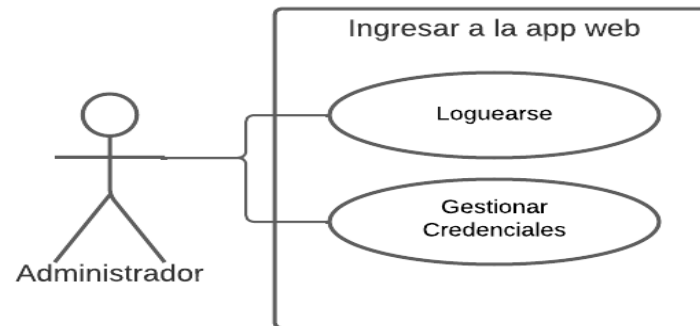 Ingresar a la app web
Loguearse
Gestionar
Credenciales
Administrador